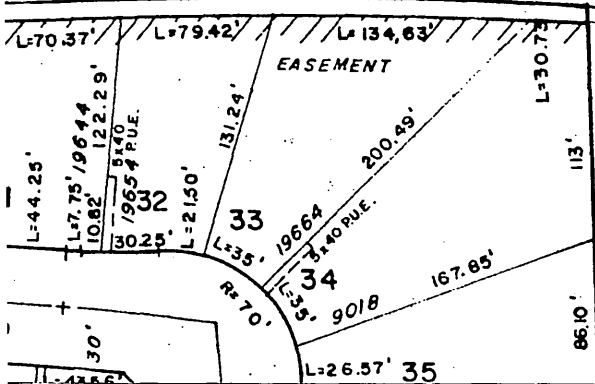 L=70.37'
L=79.42'
L=134,63'
L=30.73
EASEMENT
122.29'
19644
5x40
P.U.E.
19654
131.24'
200.49'
113'
L=44.25'
L=7.75'
10.62'
32
30.25'
L=21.50'
33
L=35'
19664
5x40 P.U.E.
34
L=35'
R=70'
9018
167.85'
86.10'
30'
L=26.57'
35